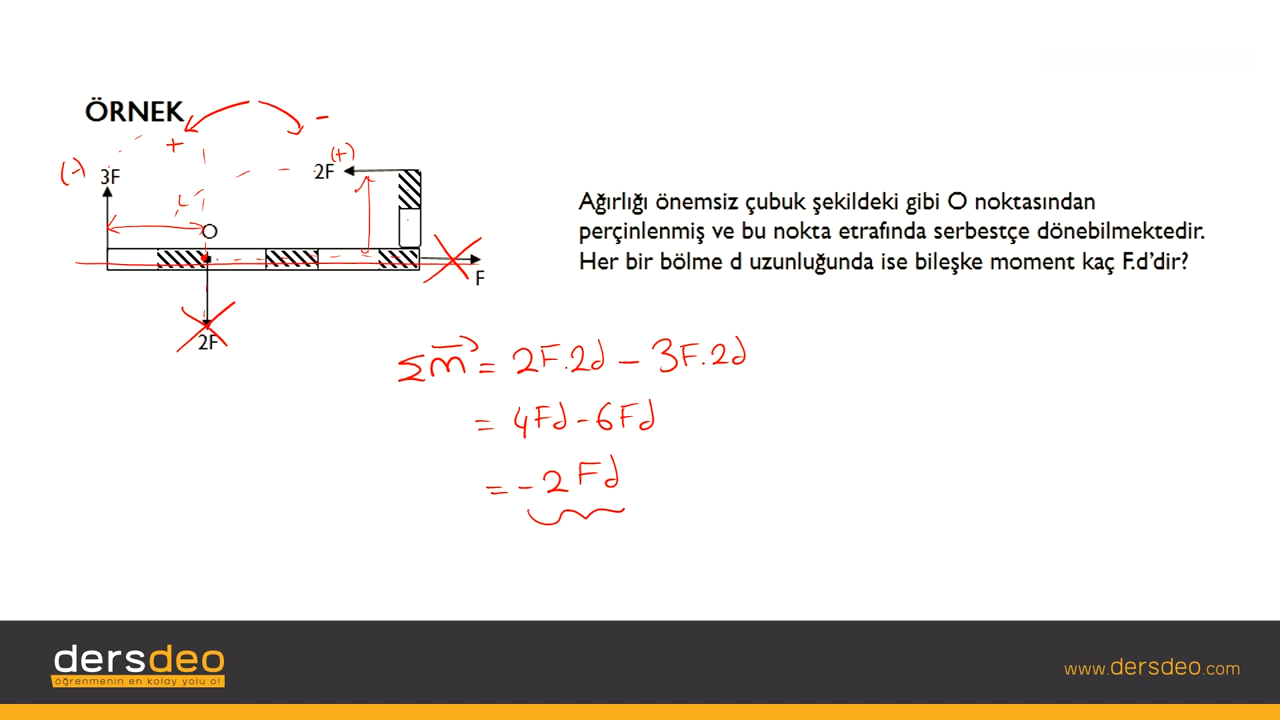 ÖRNEK
+
-
(-)
3F
2F
(+)
O
F
2F
Ağırlığı önemsiz çubuk şekildeki gibi O noktasından
perçinlenmiş ve bu nokta etrafında serbestçe dönebilmektedir.
Her bir bölme d uzunluğunda ise bileşke moment kaç F.d'dir?
Σm = 2F.2d - 3F.2d
= 4Fd - 6Fd
= -2Fd
dersdeo
öğrenmenin en kolay yolu o!
www.dersdeo.com